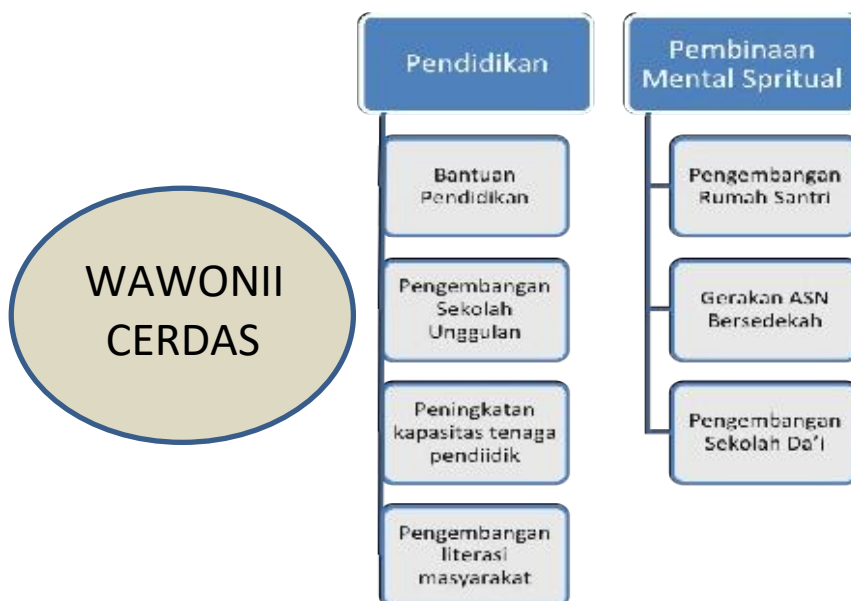 WAWONII
CERDAS
Pendidikan
Bantuan
Pendidikan
Pengembangan
Sekolah
Unggulan
Peningkatan
kapasitas tenaga
pendiidik
Pengembangan
literasi
masyarakat
Pembinaan
Mental Spritual
Pengembangan
Rumah Santri
Gerakan ASN
Bersedekah
Pengembangan
Sekolah Da'i